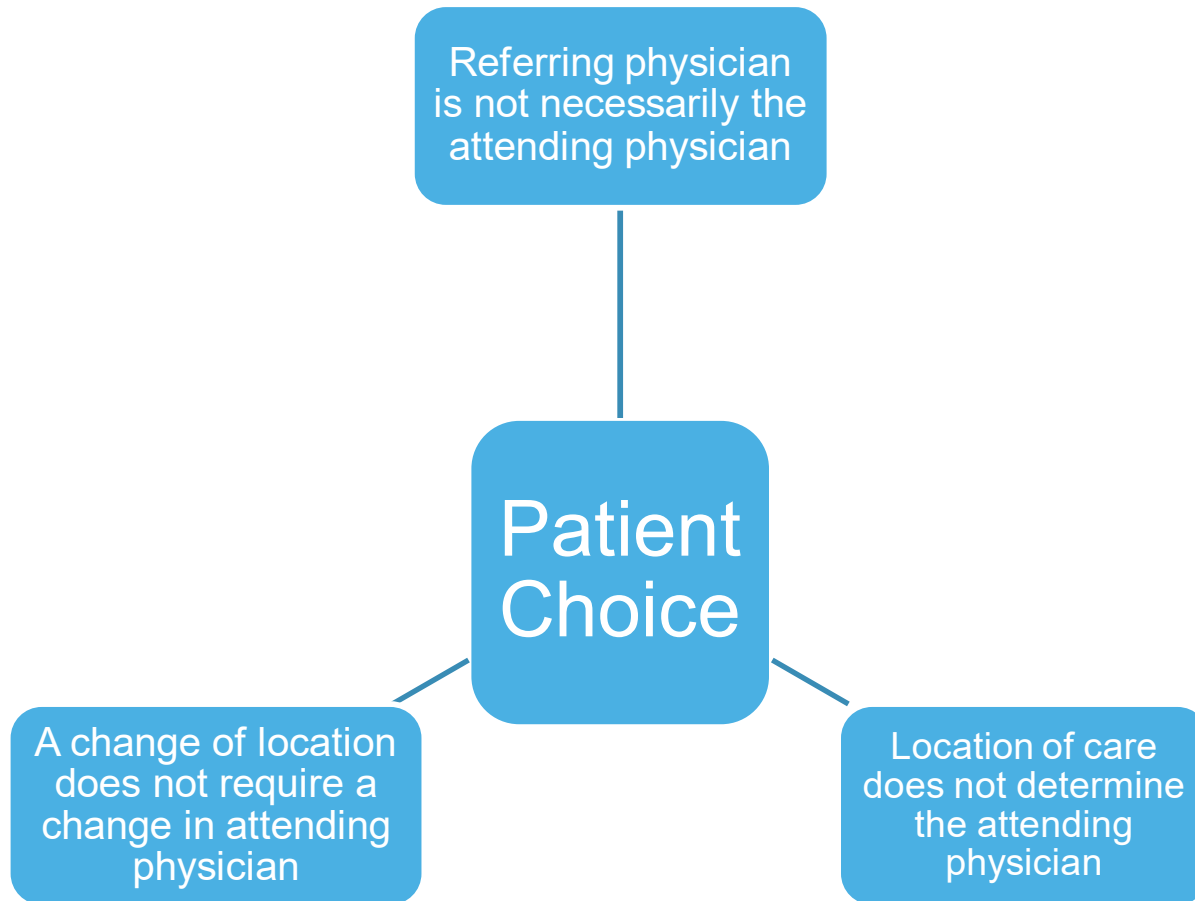 Referring physician
is not necessarily the
attending physician
Patient
Choice
A change of location
does not require a
change in attending
physician
Location of care
does not determine
the attending
physician